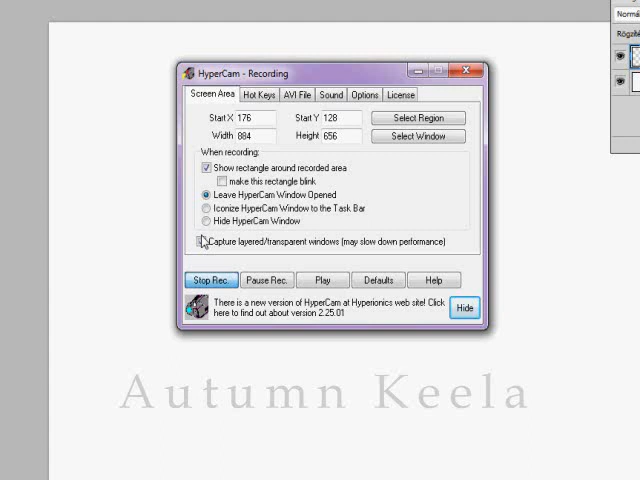 Normá
Rögzíté
HyperCam - Recording
Screen Area Hot Keys AVI File Sound Options License
Start X 176 Start Y 128 Select Region
Width 884 Height 656 Select Window
When recording:
Show rectangle around recorded area
make this rectangle blink
Leave HyperCam Window Opened
Iconize HyperCam Window to the Task Bar
Hide HyperCam Window
Capture layered/transparent windows (may slow down performance)
Stop Rec. Pause Rec. Play Defaults Help
There is a new version of HyperCam at Hyperionics web site! Click
here to find out about version 2.25.01
Hide
Autumn Keela